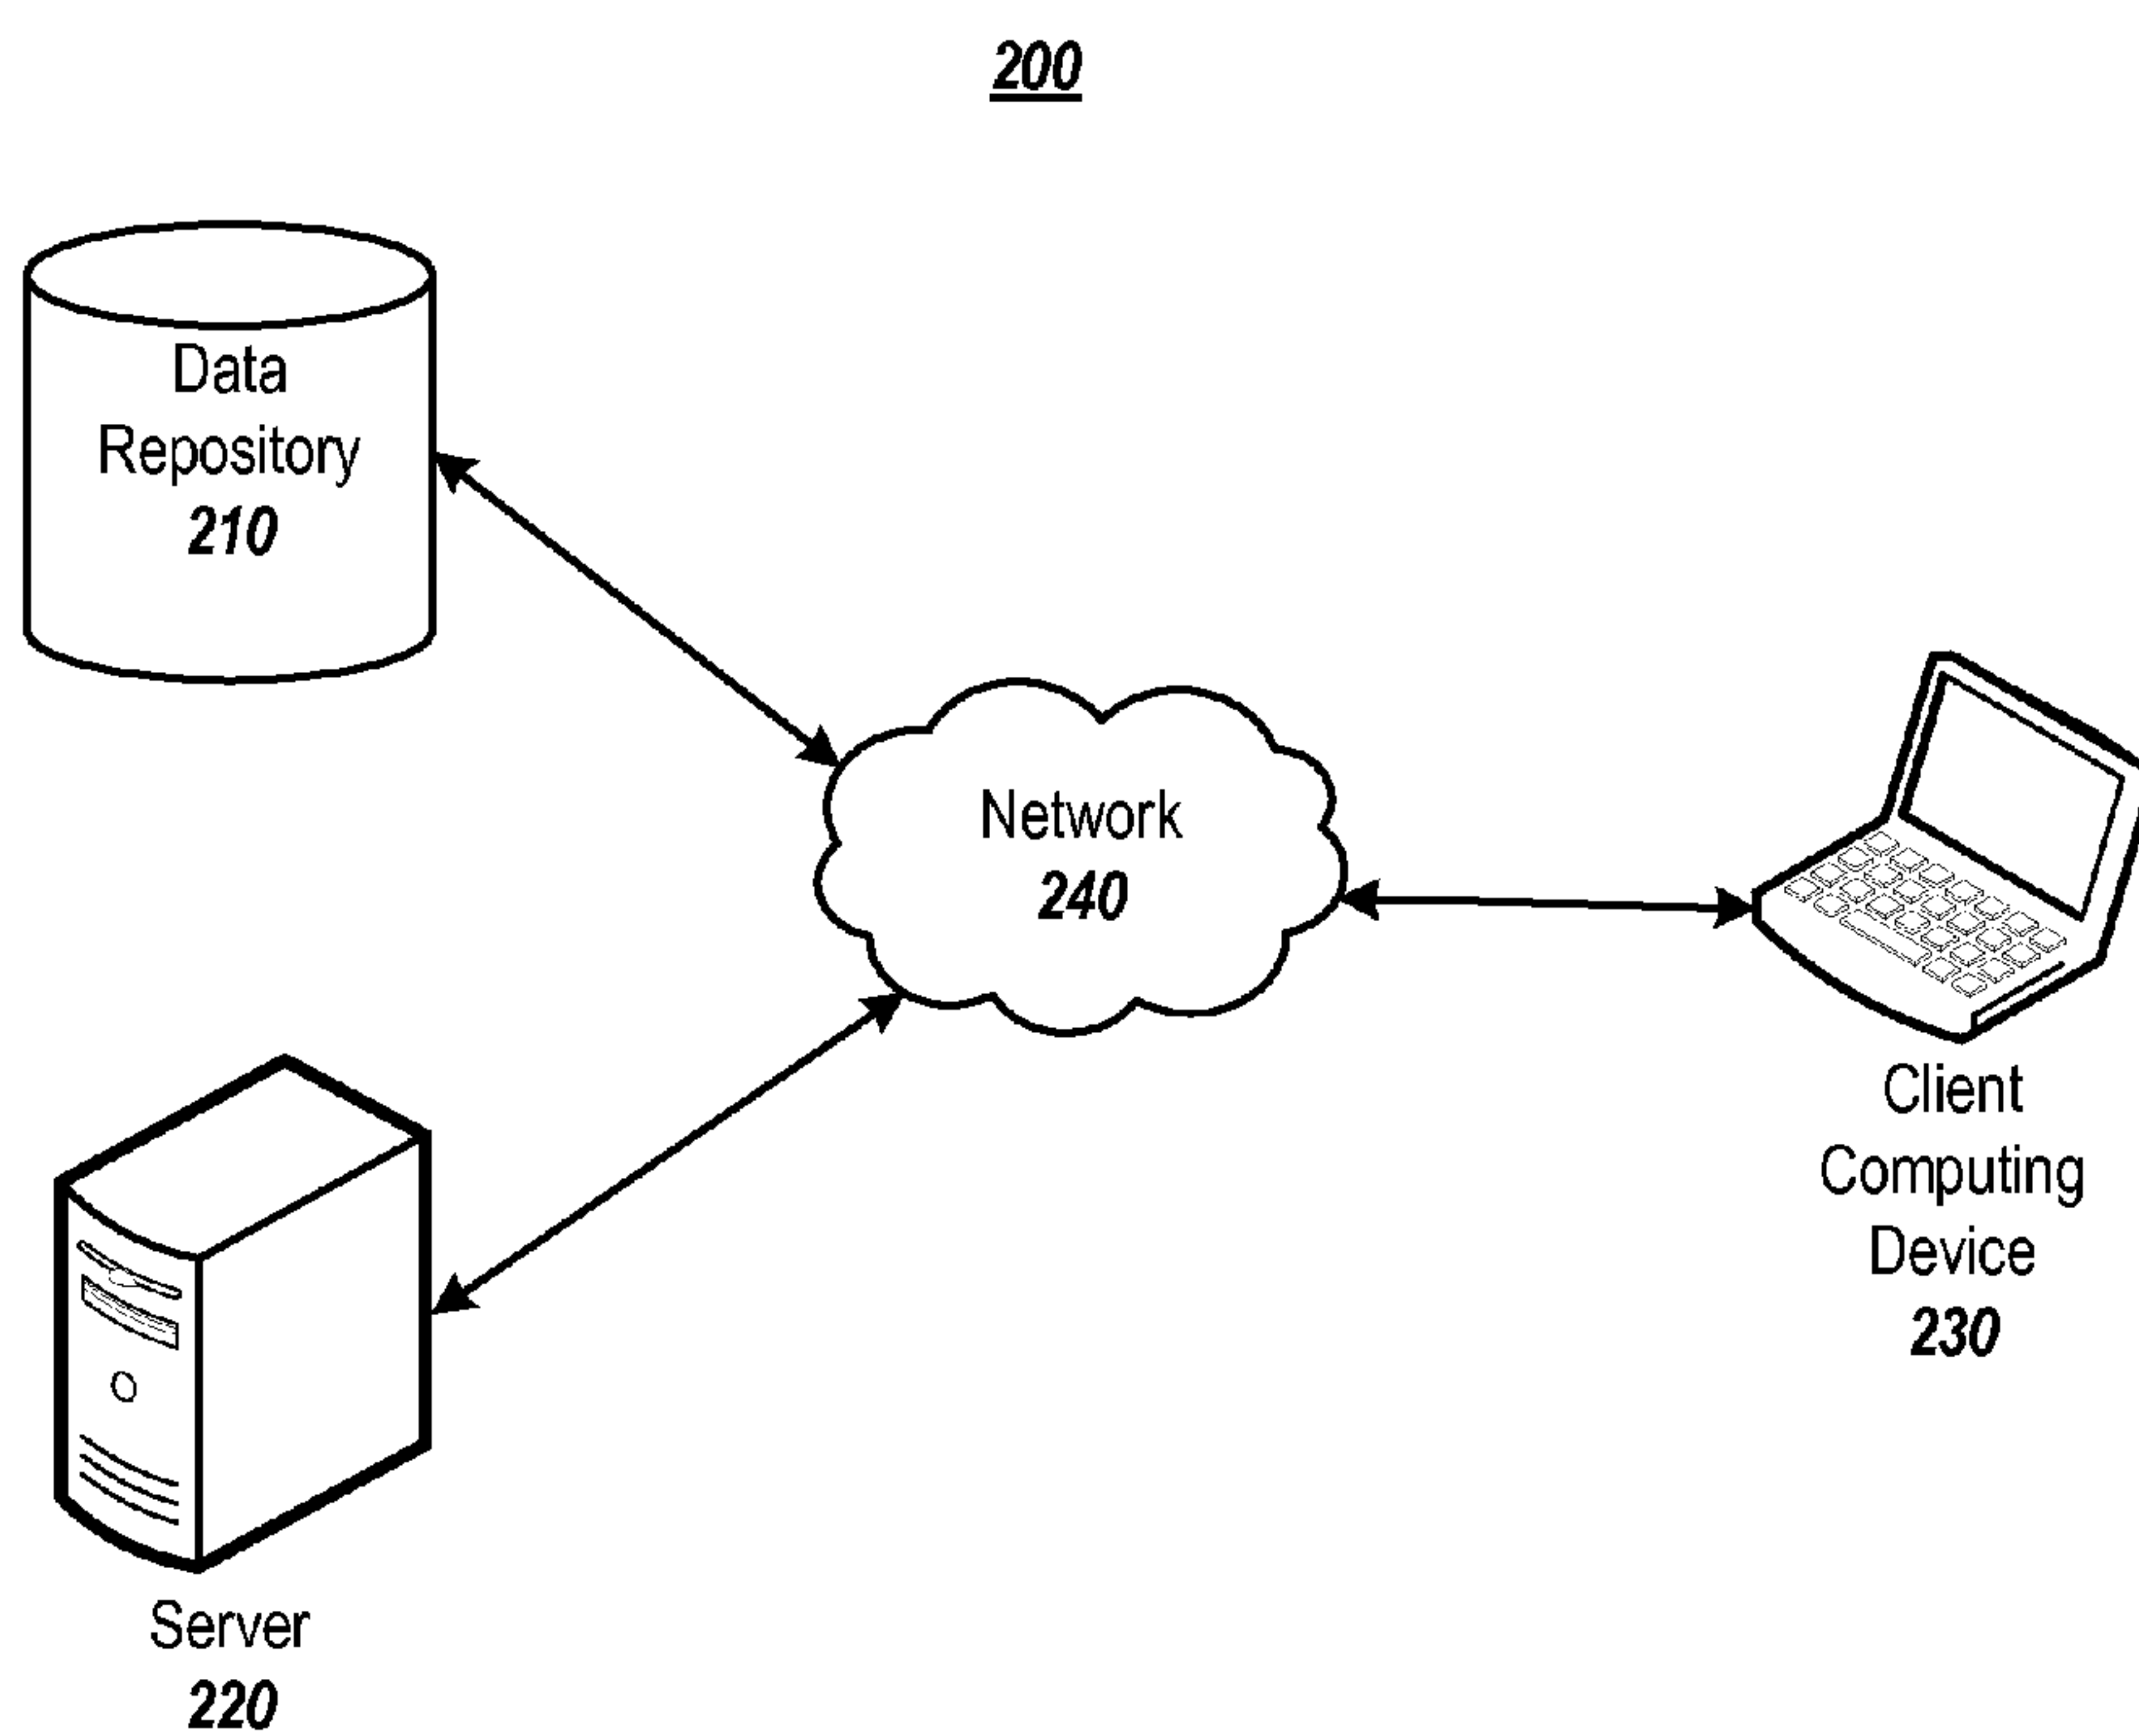 200
Data
Repository
210
Network
240
Client
Computing
Device
230
Server
220